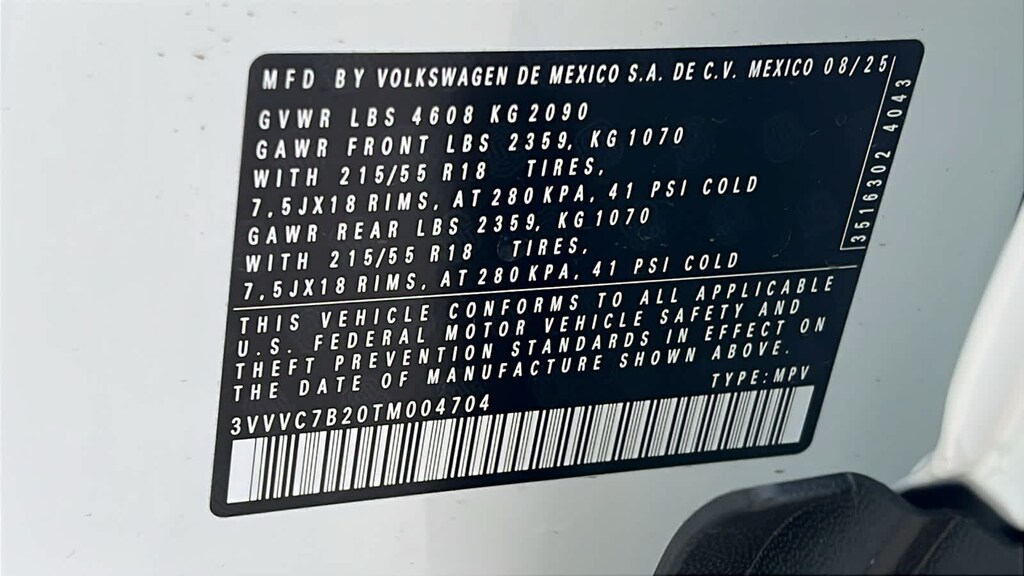 MFD BY VOLKSWAGEN DE MEXICO S.A. DE C.V. MEXICO 08/25
GVWR LBS 4608 KG 2090
GAWR FRONT LBS 2359, KG 1070
WITH 215/55 R18 TIRES,
7,5JX18 RIMS, AT 280 KPA, 41 PSI COLD
GAWR REAR LBS 2359, KG 1070
WITH 215/55 R18 TIRES,
7,5JX18 RIMS, AT 280 KPA, 41 PSI COLD
3516302 4043
THIS VEHICLE CONFORMS TO ALL APPLICABLE
U.S. FEDERAL MOTOR VEHICLE SAFETY AND
THEFT PREVENTION STANDARDS IN EFFECT ON
THE DATE OF MANUFACTURE SHOWN ABOVE.
TYPE: MPV
3VVVC7B20TM004704